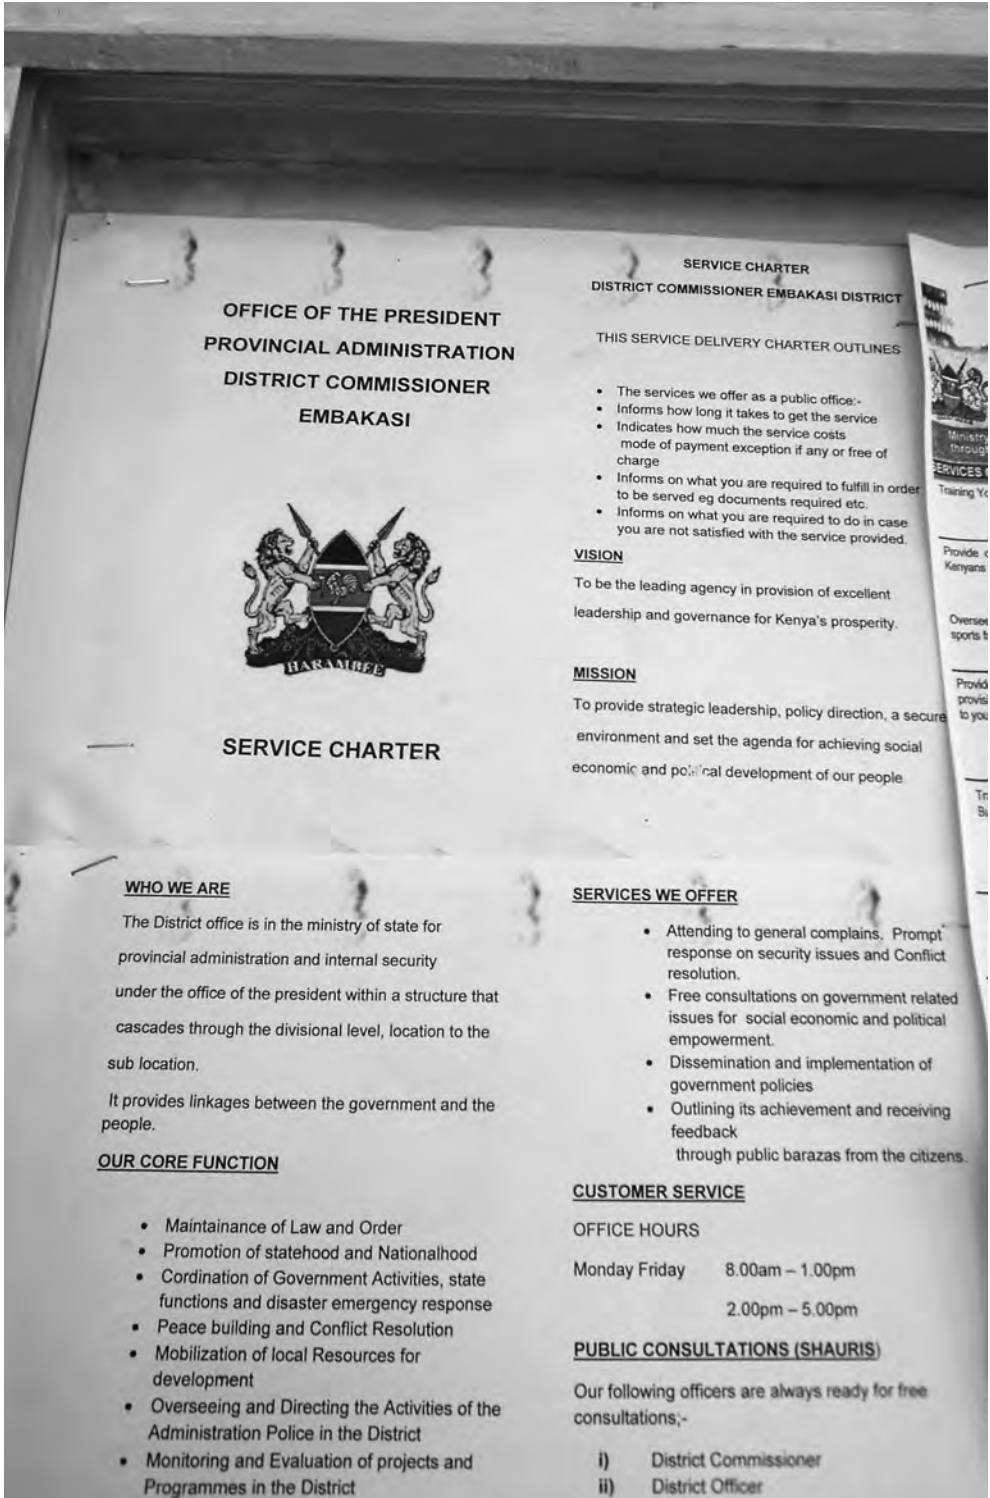 OFFICE OF THE PRESIDENT
PROVINCIAL ADMINISTRATION
DISTRICT COMMISSIONER
EMBAKASI
HARAMBEE
SERVICE CHARTER
SERVICE CHARTER
DISTRICT COMMISSIONER EMBAKASI DISTRICT
THIS SERVICE DELIVERY CHARTER OUTLINES
• The services we offer as a public office:-
• Informs how long it takes to get the service
• Indicates how much the service costs
mode of payment exception if any or free of
charge
• Informs on what you are required to fulfill in order
to be served eg documents required etc.
• Informs on what you are required to do in case
you are not satisfied with the service provided.
VISION
To be the leading agency in provision of excellent
leadership and governance for Kenya's prosperity.
MISSION
To provide strategic leadership, policy direction, a secure
environment and set the agenda for achieving social
economic and political development of our people
WHO WE ARE
The District office is in the ministry of state for
provincial administration and internal security
under the office of the president within a structure that
cascades through the divisional level, location to the
sub location.
It provides linkages between the government and the
people.
OUR CORE FUNCTION
• Maintainance of Law and Order
• Promotion of statehood and Nationalhood
• Cordination of Government Activities, state
functions and disaster emergency response
• Peace building and Conflict Resolution
• Mobilization of local Resources for
development
• Overseeing and Directing the Activities of the
Administration Police in the District
• Monitoring and Evaluation of projects and
Programmes in the District
SERVICES WE OFFER
• Attending to general complains. Prompt
response on security issues and Conflict
resolution.
• Free consultations on government related
issues for social economic and political
empowerment.
• Dissemination and implementation of
government policies
• Outlining its achievement and receiving
feedback
through public barazas from the citizens.
CUSTOMER SERVICE
OFFICE HOURS
Monday Friday 8.00am – 1.00pm
2.00pm – 5.00pm
PUBLIC CONSULTATIONS (SHAURIS)
Our following officers are always ready for free
consultations;-
i) District Commissioner
ii) District Officer
Ministry
through
SERVICES
Training
Provide
Kenyans
sports
to you